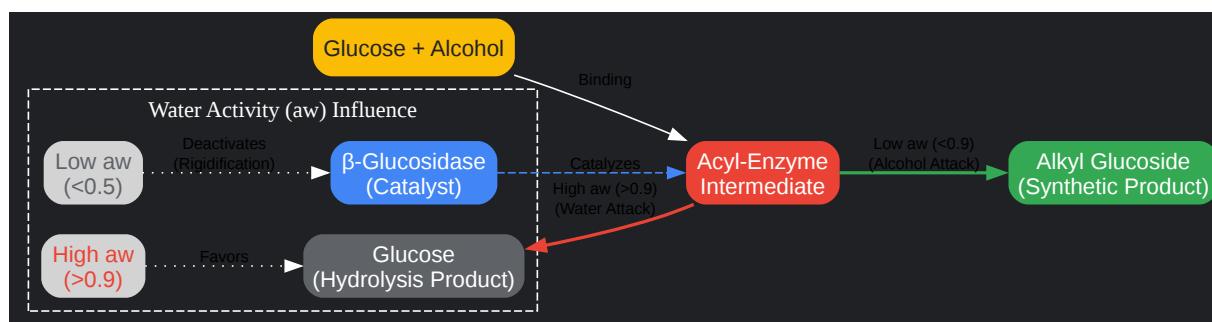 Glucose + Alcohol
Binding
Water Activity (aw) Influence
Low aw
(<0.5)
Deactivates
(Rigidification)
β-Glucosidase
(Catalyst)
Catalyzes
High aw (>0.9)
(Water Attack)
Acyl-Enzyme
Intermediate
Low aw (<0.9)
(Alcohol Attack)
Alkyl Glucoside
(Synthetic Product)
High aw
(>0.9)
Favors
Glucose
(Hydrolysis Product)